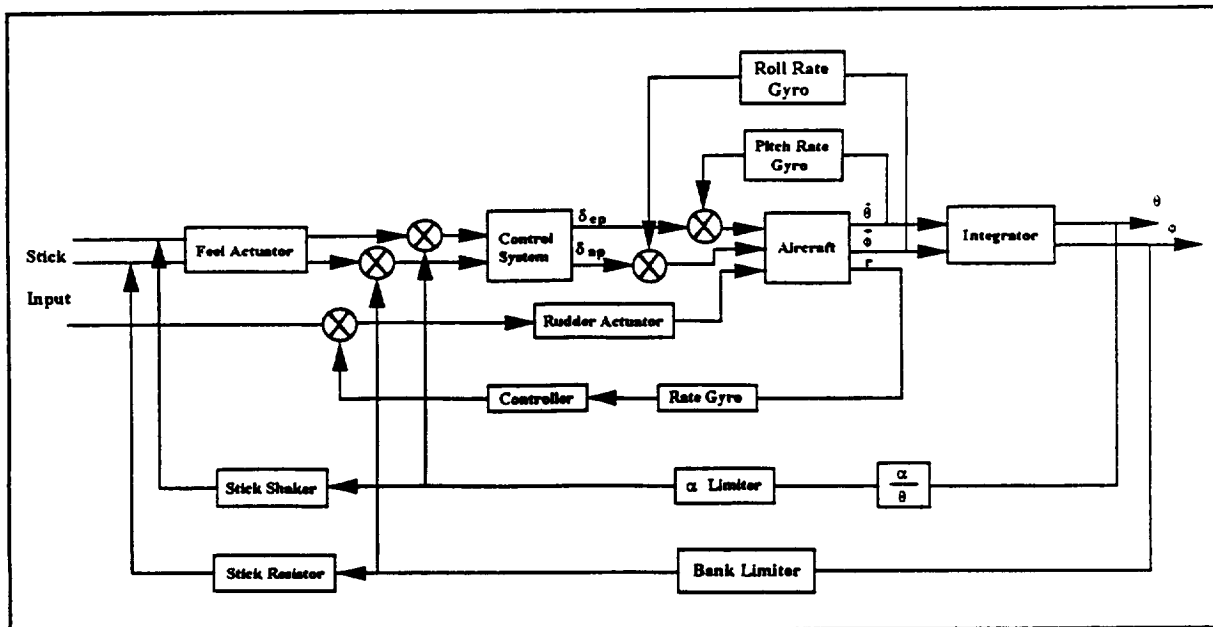 Roll Rate
Gyro
Pitch Rate
Gyro
Stick
Input
Feel Actuator
Control
System
δep
δap
Aircraft
θ̇
Φ̇
r
Integrator
θ
Rudder Actuator
Controller
Rate Gyro
Stick Shaker
α Limiter
α
θ
Stick Resistor
Bank Limiter